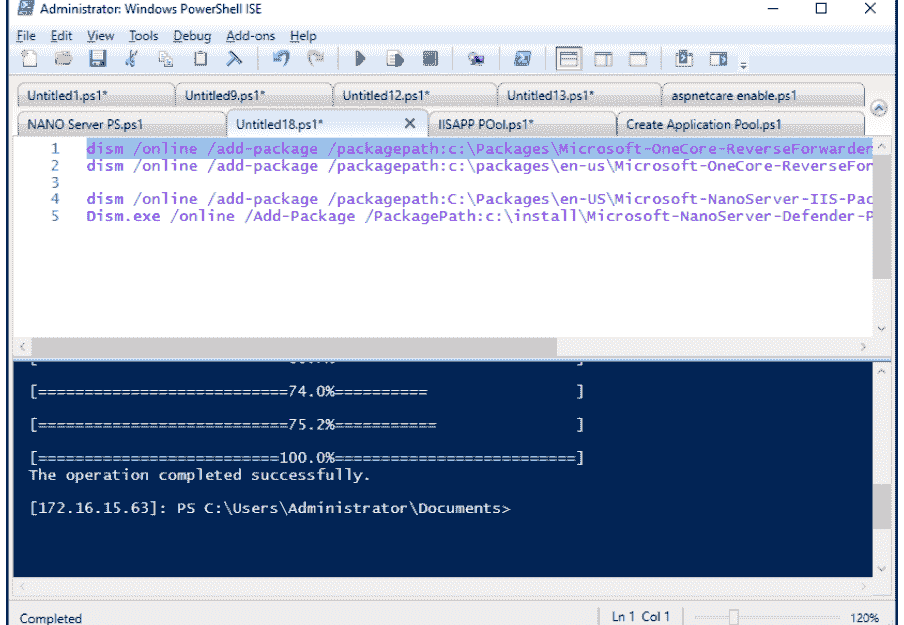 Administrator: Windows PowerShell ISE
File Edit View Tools Debug Add-ons Help
Untitled1.ps1* Untitled9.ps1* Untitled12.ps1* Untitled13.ps1* aspnetcare enable.ps1
NANO Server PS.ps1 Untitled18.ps1* X IISAPP POol.ps1* Create Application Pool.ps1
1 dism /online /add-package /packagepath:c:\Packages\Microsoft-OneCore-ReverseForwarder
2 dism /online /add-package /packagepath:c:\packages\en-us\Microsoft-OneCore-ReverseFor
3
4 dism /online /add-package /packagepath:C:\Packages\en-US\Microsoft-NanoServer-IIS-Pac
5 Dism.exe /online /Add-Package /PackagePath:c:\install\Microsoft-NanoServer-Defender-P
[===========================74.0%========== ]
[===========================75.2%=========== ]
[==========================100.0%==========================]
The operation completed successfully.
[172.16.15.63]: PS C:\Users\Administrator\Documents>
Completed Ln 1 Col 1 120%